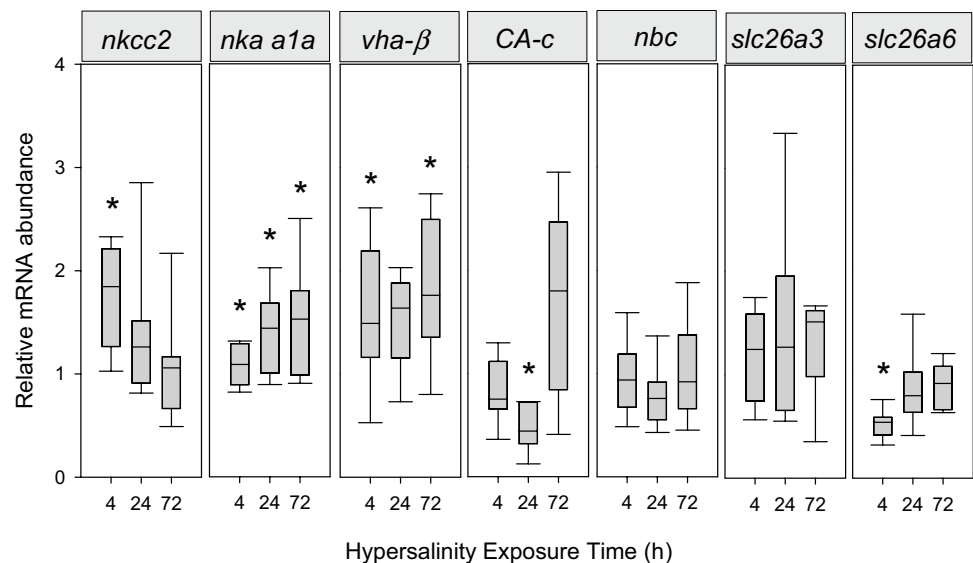 nkcc2 nka a1a vha-β CA-c nbc slc26a3 slc26a6
4
*
* *
3 * *
* *
2 *
* *
1
0
4 24 72 4 24 72 4 24 72 4 24 72 4 24 72 4 24 72 4 24 72
Relative mRNA abundance
Hypersalinity Exposure Time (h)